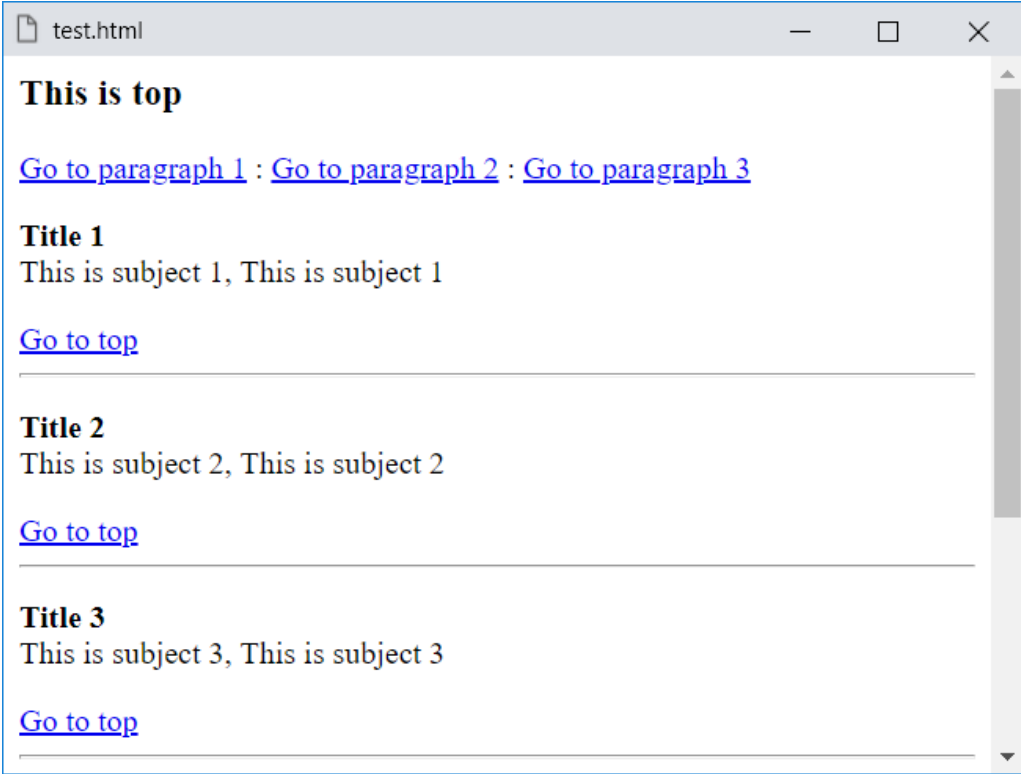 test.html
This is top
Go to paragraph 1 : Go to paragraph 2 : Go to paragraph 3
Title 1
This is subject 1, This is subject 1
Go to top
Title 2
This is subject 2, This is subject 2
Go to top
Title 3
This is subject 3, This is subject 3
Go to top